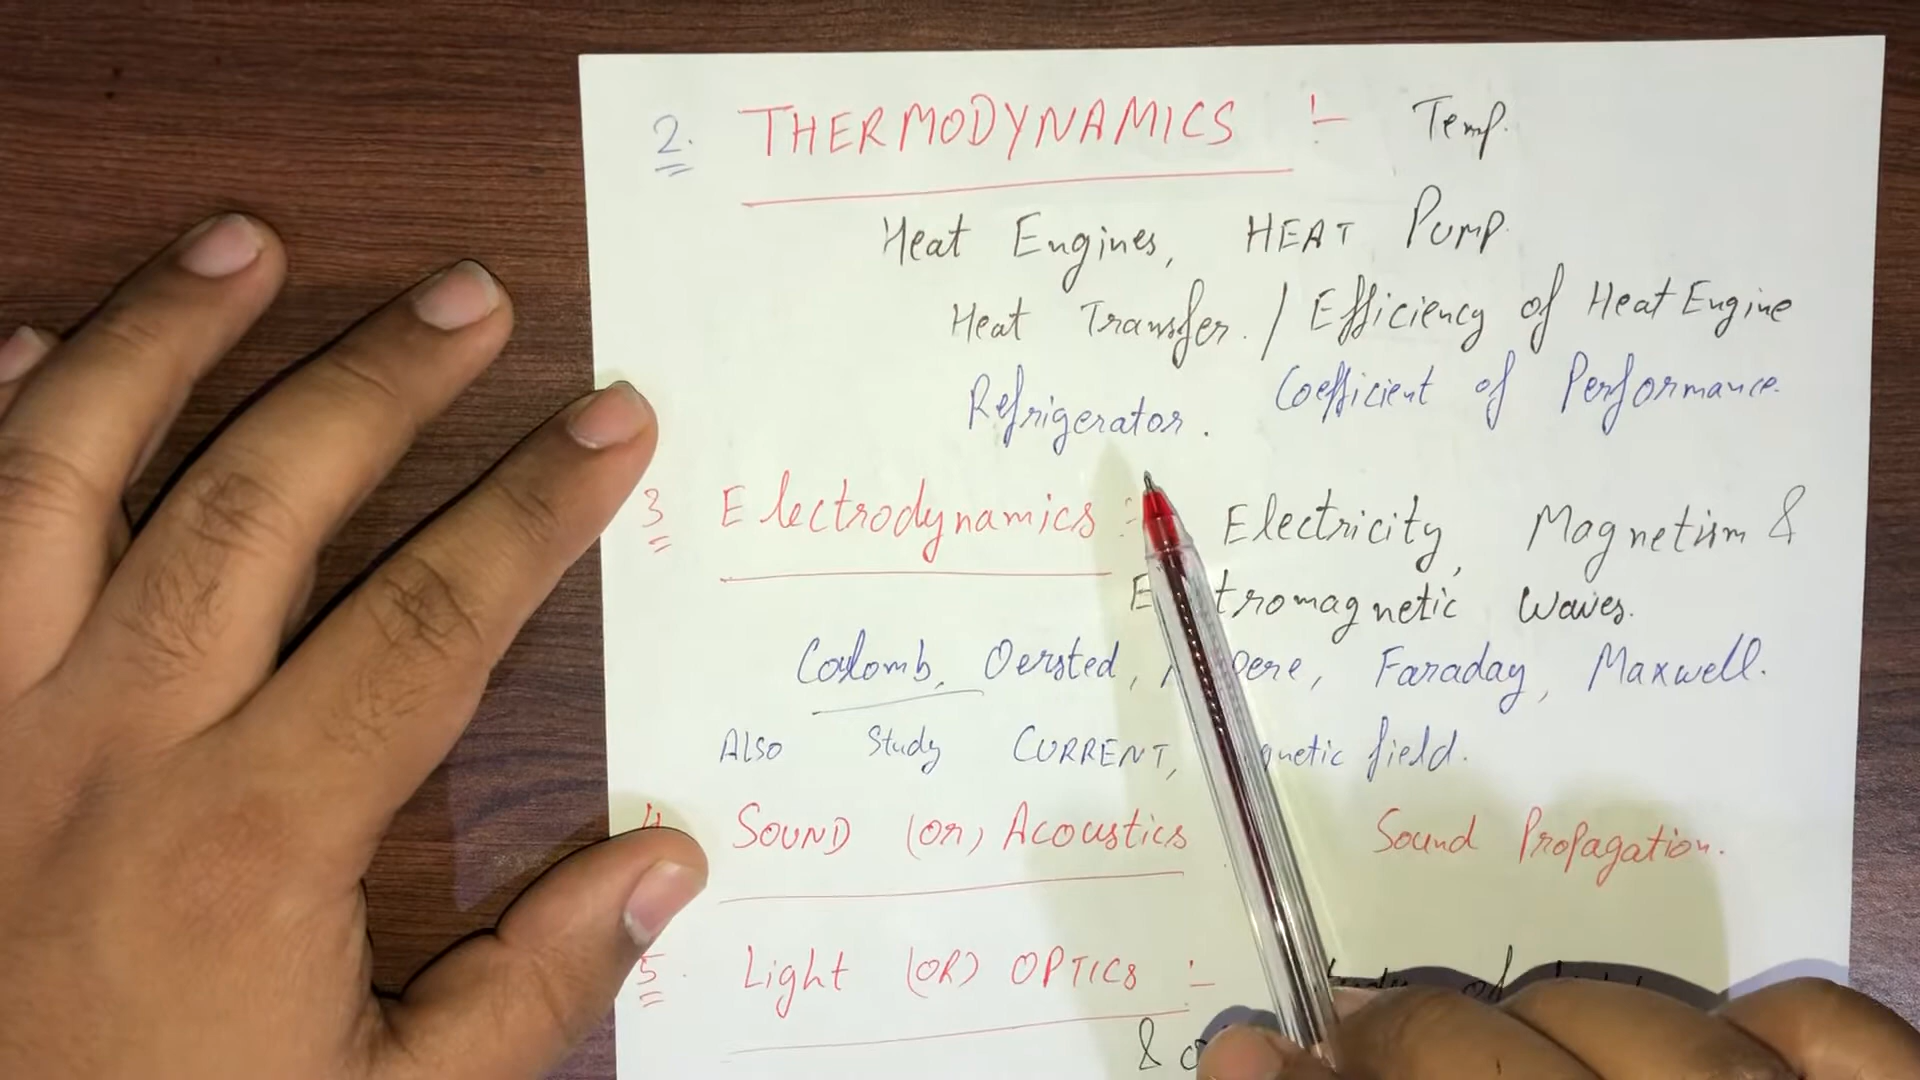 2. THERMODYNAMICS :- Temp.
Heat Engines, HEAT PUMP.
Heat Transfer. / Efficiency of Heat Engine
Refrigerator. Coefficient of Performance.
3 Electrodynamics :- Electricity, Magnetism &
Waves.
Coulomb, Oersted, Faraday, Maxwell.
ALSO Study CURRENT, field.
SOUND (OR) Acoustics Sound Propagation.
5. Light (OR) OPTICS :- of
&